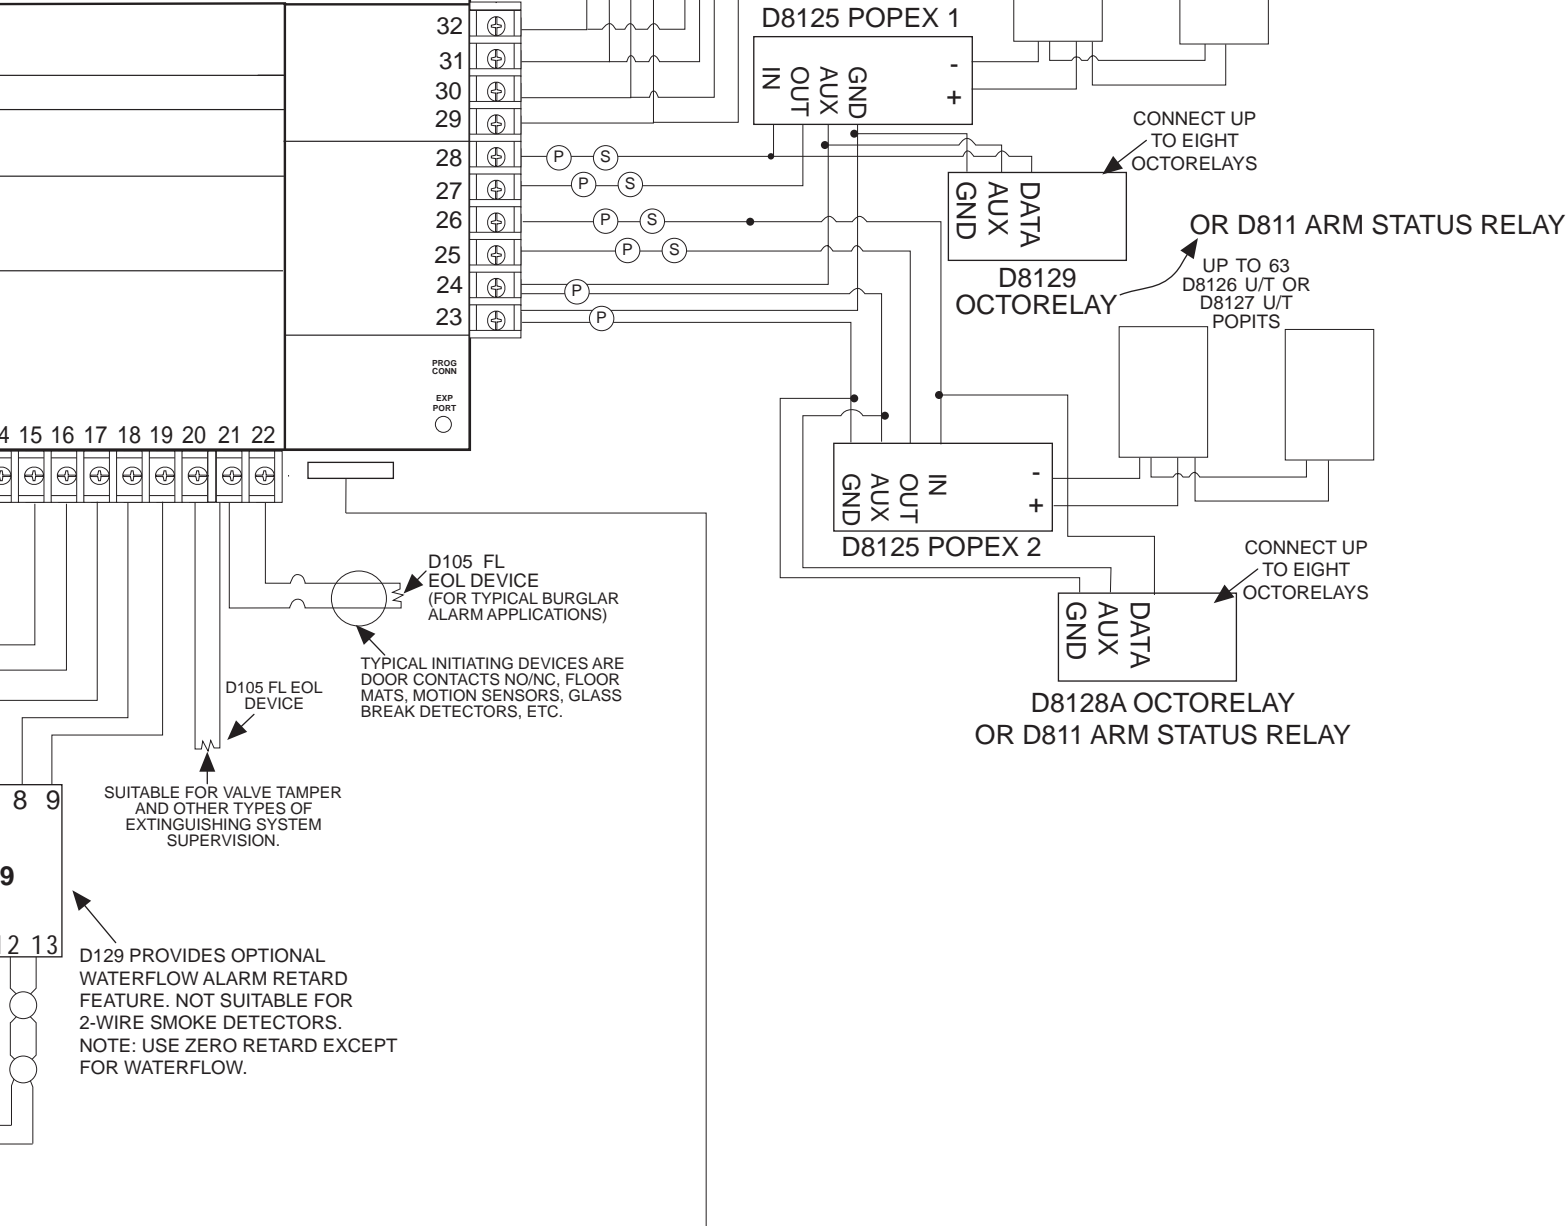 32
31
30
29
28
27
26
25
24
23
P S
P S
P S
P S
P
P
PROG
CONN
EXP
PORT
4 15 16 17 18 19 20 21 22
D8125 POPEX 1
IN
OUT
AUX
GND
-
+
CONNECT UP
TO EIGHT
OCTORELAYS
GND
AUX
DATA
D8129
OCTORELAY
OR D811 ARM STATUS RELAY
UP TO 63
D8126 U/T OR
D8127 U/T
POPITS
GND
AUX
OUT
IN
-
+
D8125 POPEX 2
CONNECT UP
TO EIGHT
OCTORELAYS
GND
AUX
DATA
D8128A OCTORELAY
OR D811 ARM STATUS RELAY
D105 FL
EOL DEVICE
(FOR TYPICAL BURGLAR
ALARM APPLICATIONS)
TYPICAL INITIATING DEVICES ARE
DOOR CONTACTS NO/NC, FLOOR
MATS, MOTION SENSORS, GLASS
BREAK DETECTORS, ETC.
D105 FL EOL
DEVICE
SUITABLE FOR VALVE TAMPER
AND OTHER TYPES OF
EXTINGUISHING SYSTEM
SUPERVISION.
8 9
9
12 13
D129 PROVIDES OPTIONAL
WATERFLOW ALARM RETARD
FEATURE. NOT SUITABLE FOR
2-WIRE SMOKE DETECTORS.
NOTE: USE ZERO RETARD EXCEPT
FOR WATERFLOW.